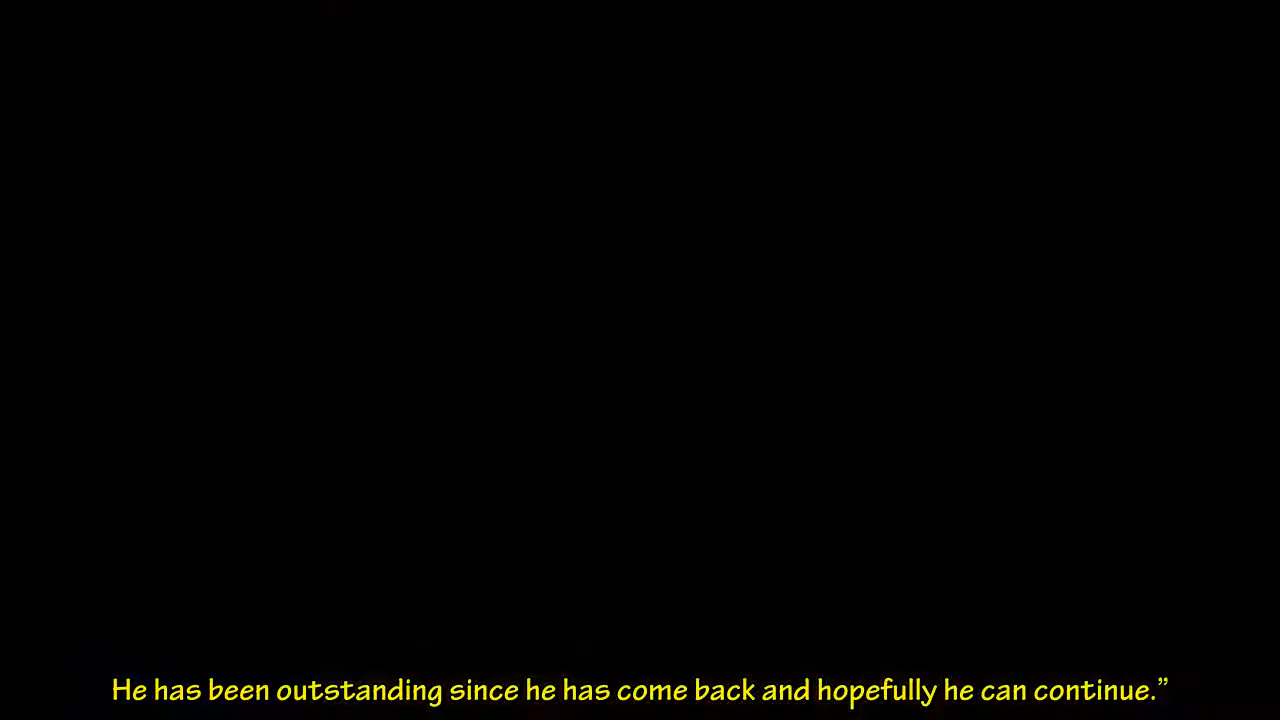 He has been outstanding since he has come back and hopefully he can continue.”